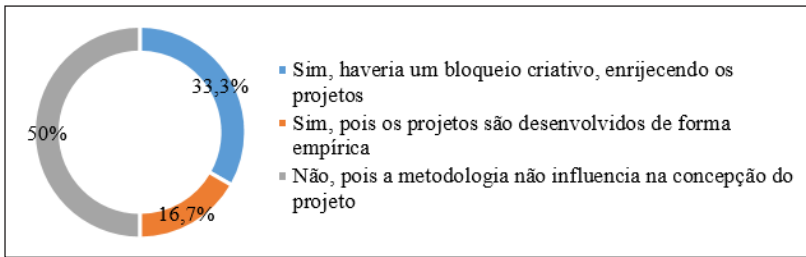 33,3%
50%
16,7%
Sim, haveria um bloqueio criativo, enrijecendo os
projetos
Sim, pois os projetos são desenvolvidos de forma
empírica
Não, pois a metodologia não influencia na concepção do
projeto